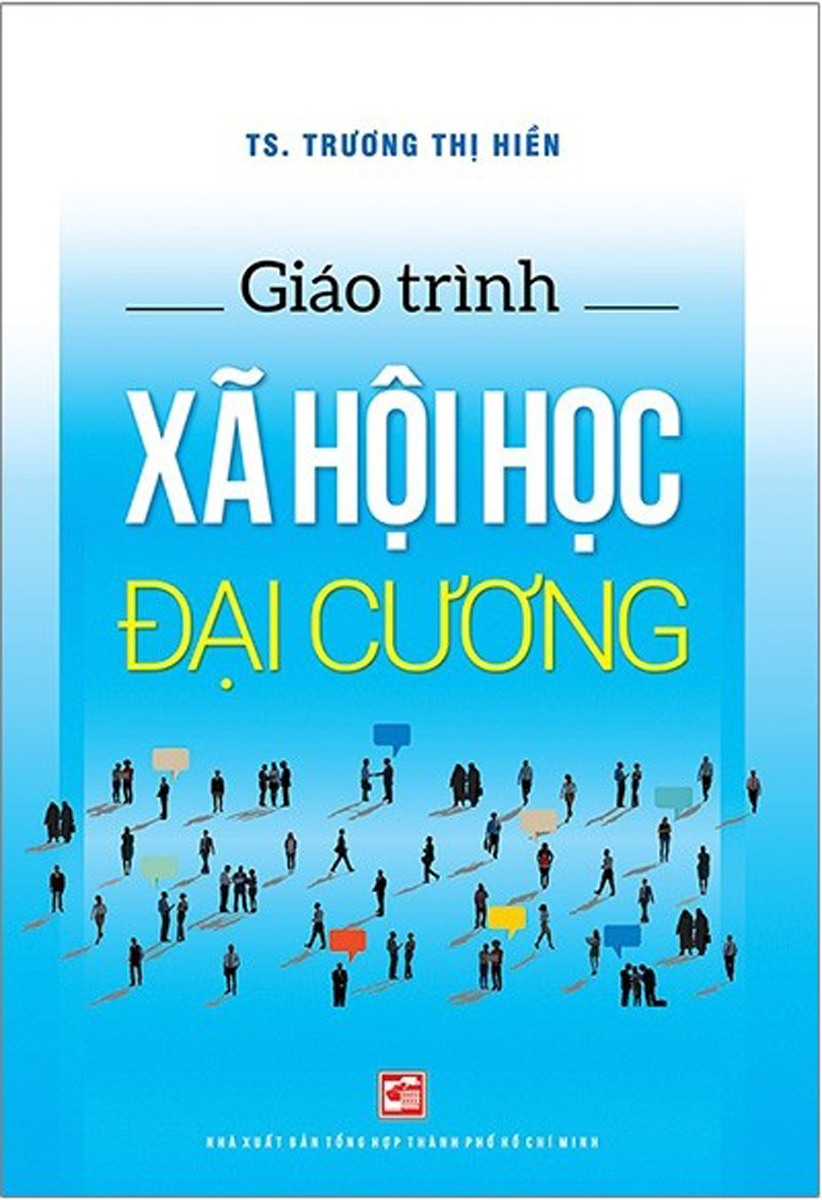 TS. TRƯƠNG THỊ HIỀN
Giáo trình
XÃ HỘI HỌC
ĐẠI CƯƠNG
NHÀ XUẤT BẢN TỔNG HỢP THÀNH PHỐ HỒ CHÍ MINH